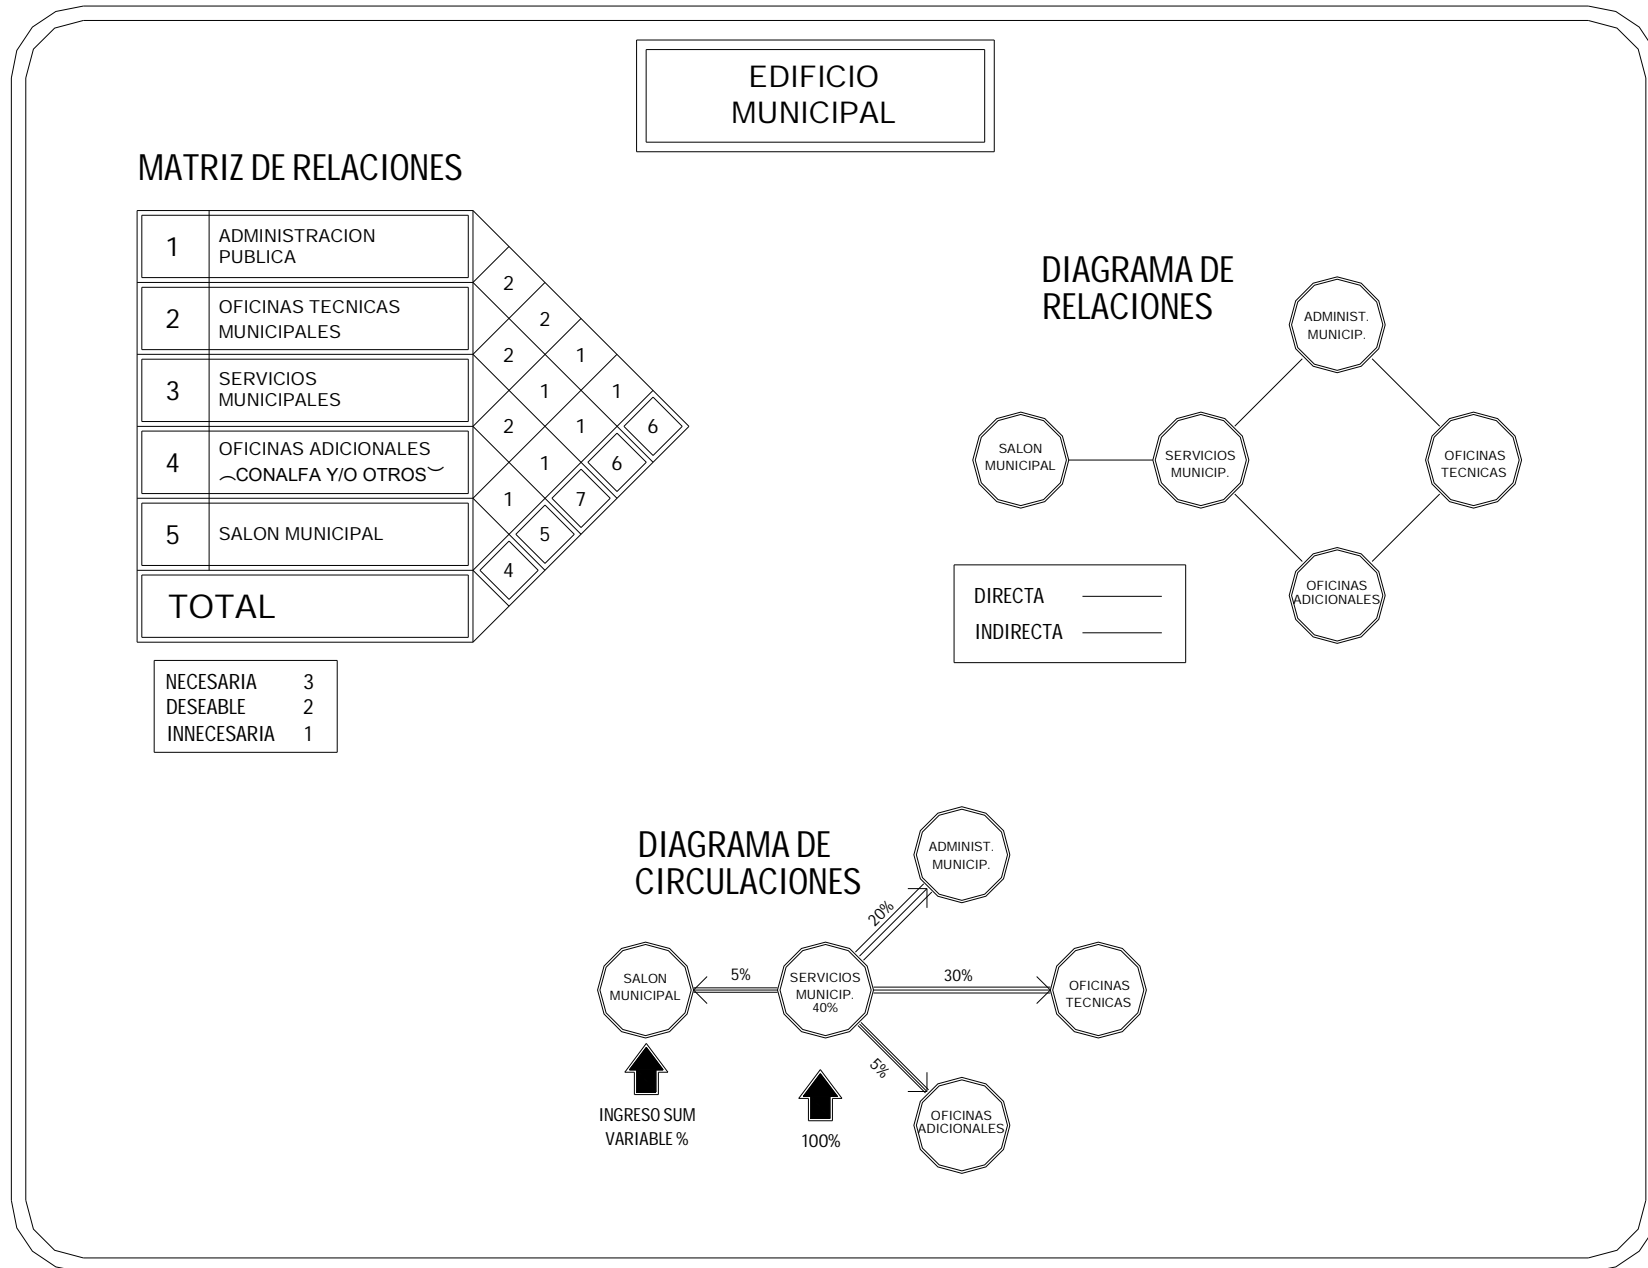 EDIFICIO
MUNICIPAL
MATRIZ DE RELACIONES
1
ADMINISTRACION
PUBLICA
2
OFICINAS TECNICAS
MUNICIPALES
3
SERVICIOS
MUNICIPALES
4
OFICINAS ADICIONALES
(CONALFA Y/O OTROS)
5
SALON MUNICIPAL
TOTAL
2
2
2
1
1
1
1
2
1
6
1
6
7
1
5
4
NECESARIA 3
DESEABLE 2
INNECESARIA 1
DIAGRAMA DE
RELACIONES
ADMINIST.
MUNICIP.
SALON
MUNICIPAL
SERVICIOS
MUNICIP.
OFICINAS
TECNICAS
OFICINAS
ADICIONALES
DIRECTA
INDIRECTA
DIAGRAMA DE
CIRCULACIONES
ADMINIST.
MUNICIP.
20%
SALON
MUNICIPAL
5%
SERVICIOS
MUNICIP.
40%
30%
OFICINAS
TECNICAS
5%
OFICINAS
ADICIONALES
INGRESO SUM
VARIABLE %
100%